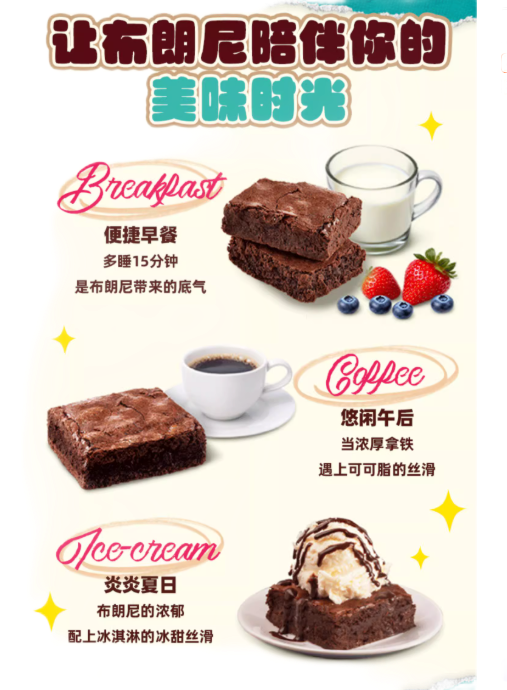 让布朗尼陪伴你的
美味时光
Breakfast
便捷早餐
多睡15分钟
是布朗尼带来的底气
Coffee
悠闲午后
当浓厚拿铁
遇上可可脂的丝滑
Ice-cream
炎炎夏日
布朗尼的浓郁
配上冰淇淋的冰甜丝滑